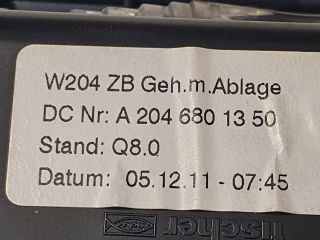 W204 ZB Geh.m.Ablage
DC Nr: A 204 680 13 50
Stand: Q8.0
Datum: 05.12.11 - 07:45
fischer